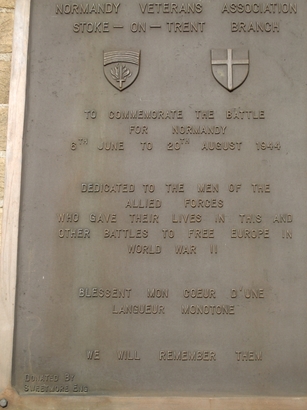 NORMANDY VETERANS ASSOCIATION
STOKE-ON-TRENT BRANCH
TO COMMEMORATE THE BATTLE
FOR NORMANDY
6TH JUNE TO 20TH AUGUST 1944
DEDICATED TO THE MEN OF THE
ALLIED FORCES
WHO GAVE THEIR LIVES IN THIS AND
OTHER BATTLES TO FREE EUROPE IN
WORLD WAR II
BLESSENT MON COEUR D'UNE
LANGUEUR MONOTONE
WE WILL REMEMBER THEM
DONATED BY